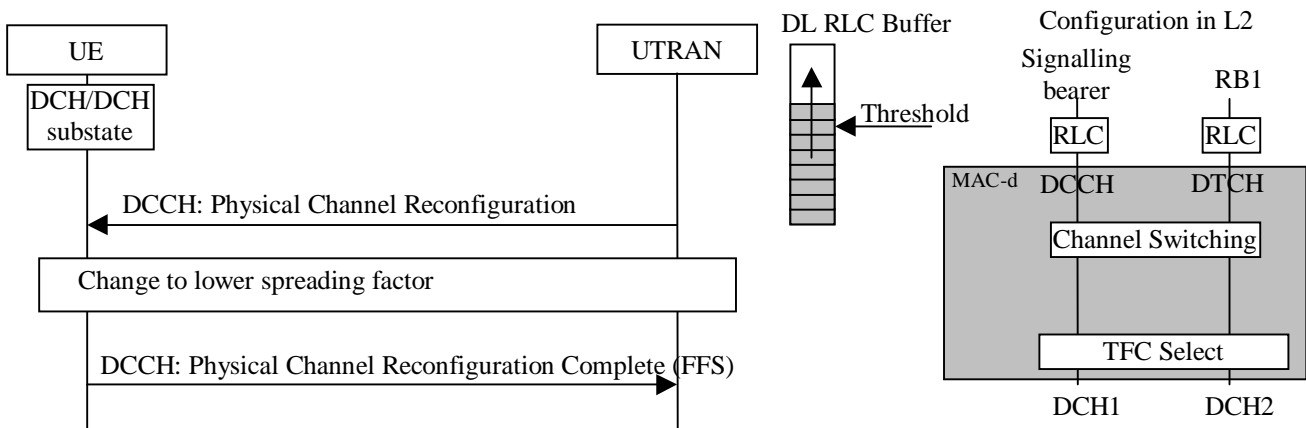 UE
UTRAN
DL RLC Buffer
Configuration in L2
DCH/DCH
substate
Threshold
Signalling
bearer
RB1
RLC
RLC
MAC-d
DCCH
DTCH
DCCH: Physical Channel Reconfiguration
Channel Switching
Change to lower spreading factor
TFC Select
DCCH: Physical Channel Reconfiguration Complete (FFS)
DCH1
DCH2